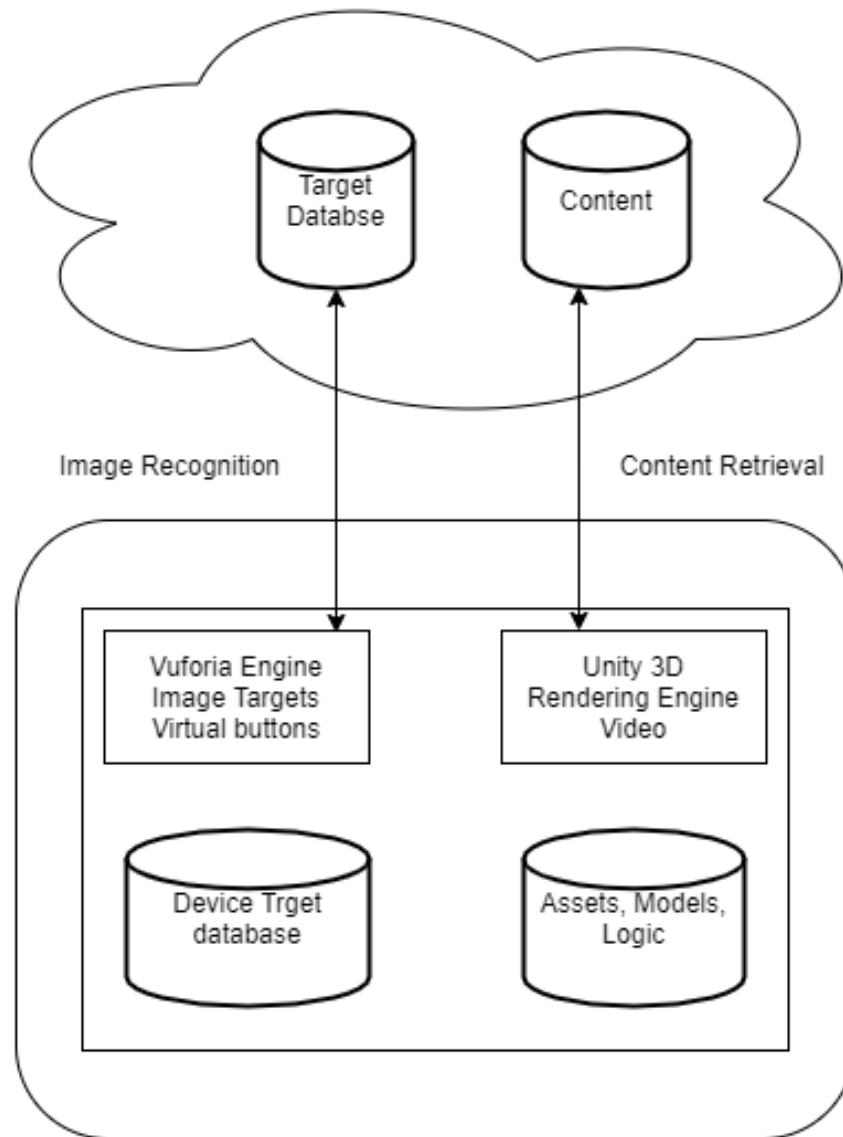 Target
Databse
Content
Image Recognition
Content Retrieval
Vuforia Engine
Image Targets
Virtual buttons
Unity 3D
Rendering Engine
Video
Device Trget
database
Assets, Models,
Logic